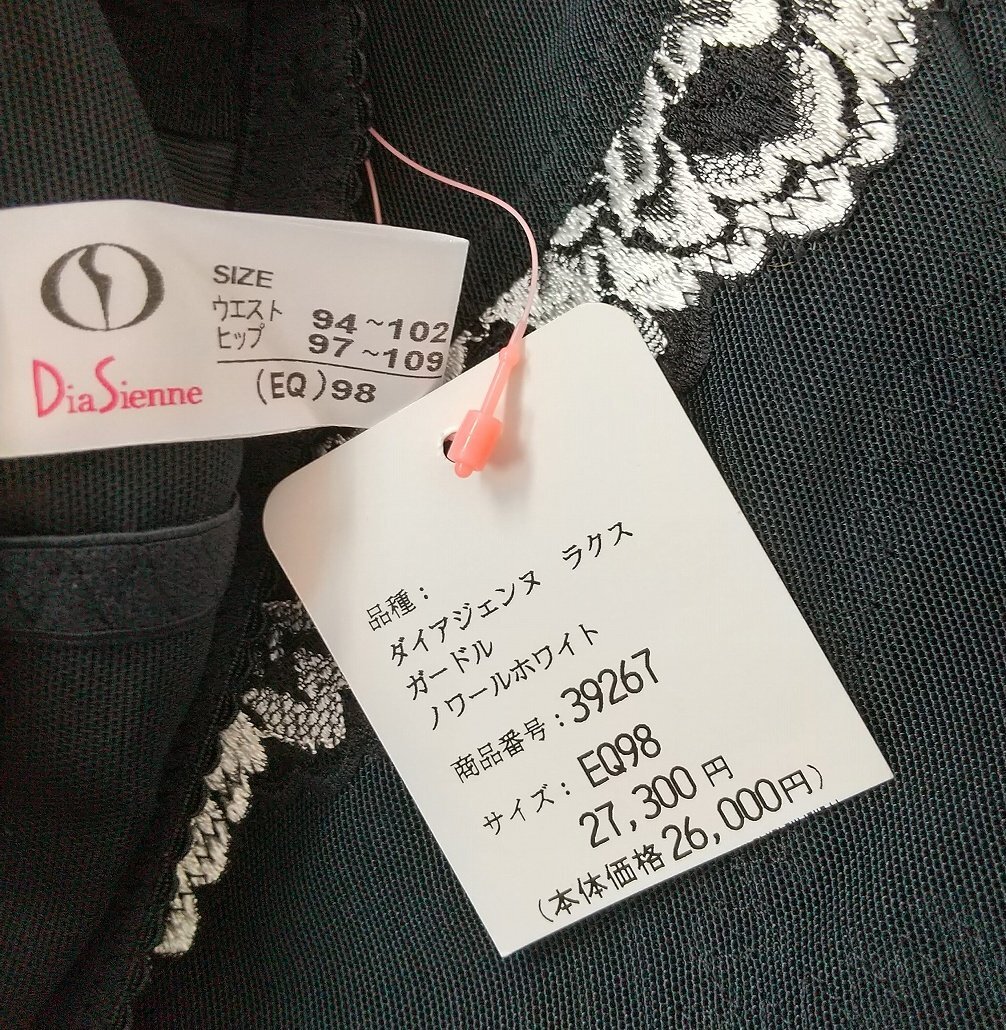 DiaSienne
SIZE
ウエスト 94~102
ヒップ 97~109
(EQ)98
品種：
ダイアジェンヌ ラクス
ガードル
ノワールホワイト
商品番号：39267
サイズ：EQ98
27,300円
(本体価格26,000円)